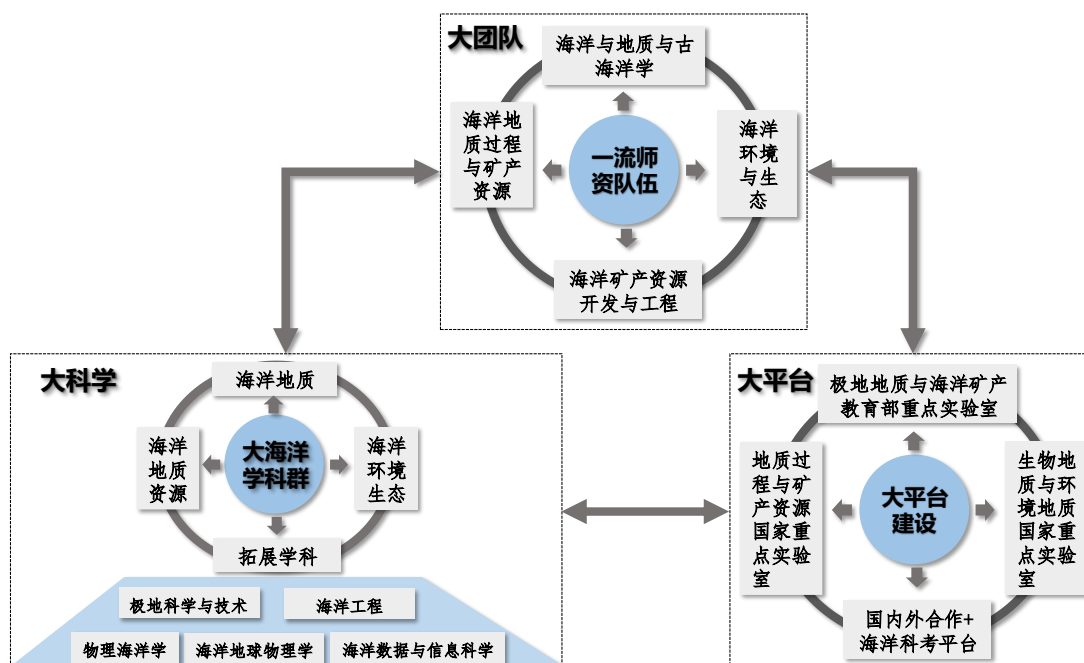 大团队
海洋与地质与古
海洋学
海洋地
质过程
与矿产
资源
一流师
资队伍
海洋
环境
与生
态
海洋矿产资源
开发与工程
大科学
海洋地质
海洋
地质
资源
大海洋
学科群
海洋
环境
生态
拓展学科
极地科学与技术
海洋工程
物理海洋学
海洋地球物理学
海洋数据与信息科学
大平台
极地地质与海洋矿产
教育部重点实验室
地质过
程与矿
产资源
国家重
点实验
室
大平台
建设
生物地
质与环
境地质
国家重
点实验
室
国内外合作+
海洋科考平台